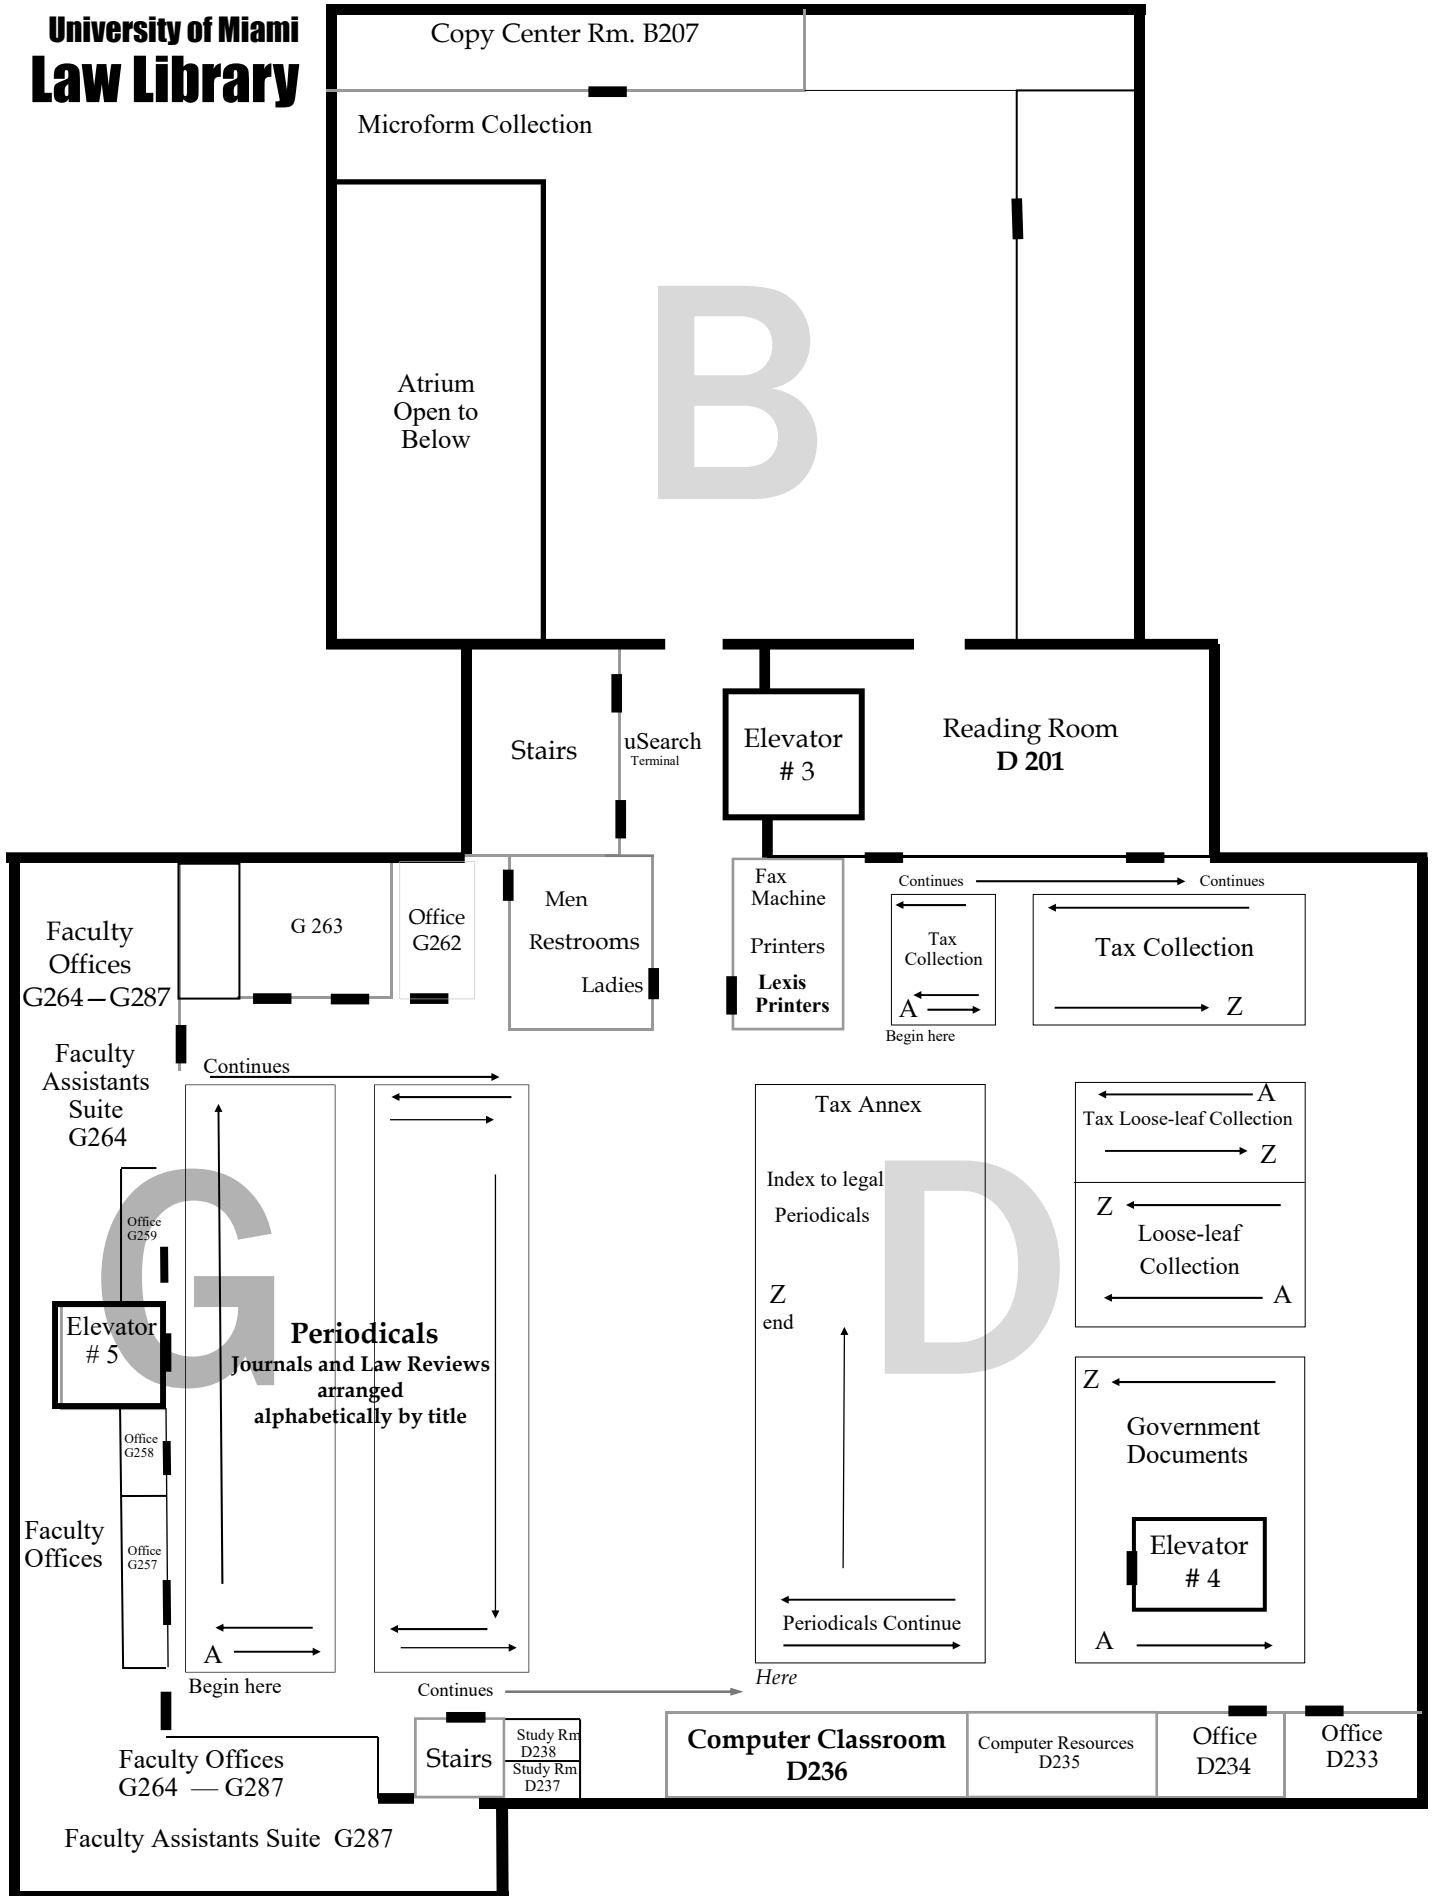 University of Miami
Law Library
Copy Center Rm. B207
Microform Collection
Atrium
Open to
Below
B
Stairs
uSearch
Terminal
Elevator
# 3
Reading Room
D 201
Faculty
Offices
G264—G287
G 263
Office
G262
Men
Restrooms
Ladies
Fax
Machine
Printers
Lexis
Printers
Continues
Continues
Tax
Collection
A
Begin here
Tax Collection
Z
Faculty
Assistants
Suite
G264
Continues
G
Office
G259
Elevator
# 5
Office
G258
Faculty
Offices
Office
G257
Periodicals
Journals and Law Reviews
arranged
alphabetically by title
A
Begin here
Continues
Tax Annex
Index to legal
Periodicals
Z
end
Periodicals Continue
Here
D
A
Tax Loose-leaf Collection
Z
Z
Loose-leaf
Collection
A
Z
Government
Documents
Elevator
# 4
A
Faculty Offices
G264 — G287
Faculty Assistants Suite G287
Stairs
Study Rm
D238
Study Rm
D237
Computer Classroom
D236
Computer Resources
D235
Office
D234
Office
D233